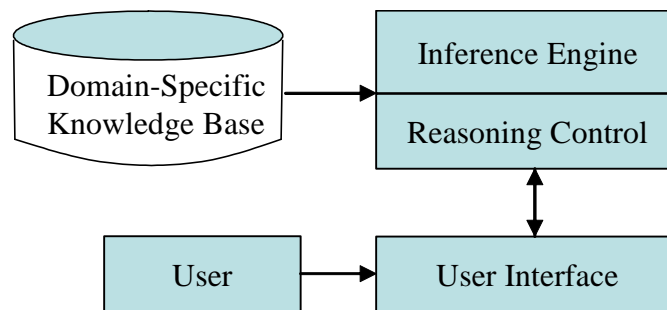 Domain-Specific
Knowledge Base
Inference Engine
Reasoning Control
User
User Interface